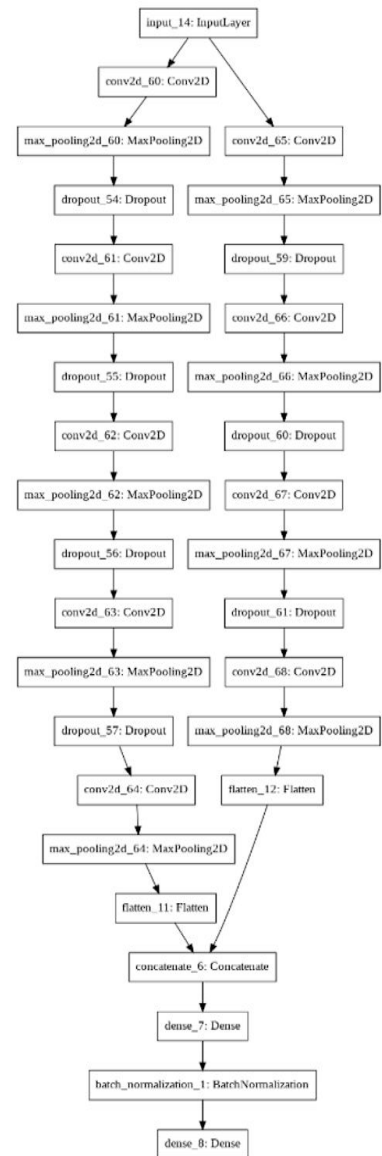 input_14: InputLayer
conv2d_60: Conv2D
max_pooling2d_60: MaxPooling2D
conv2d_65: Conv2D
dropout_54: Dropout
max_pooling2d_65: MaxPooling2D
conv2d_61: Conv2D
dropout_59: Dropout
max_pooling2d_61: MaxPooling2D
conv2d_66: Conv2D
dropout_55: Dropout
max_pooling2d_66: MaxPooling2D
conv2d_62: Conv2D
dropout_60: Dropout
max_pooling2d_62: MaxPooling2D
conv2d_67: Conv2D
dropout_56: Dropout
max_pooling2d_67: MaxPooling2D
conv2d_63: Conv2D
dropout_61: Dropout
max_pooling2d_63: MaxPooling2D
conv2d_68: Conv2D
dropout_57: Dropout
max_pooling2d_68: MaxPooling2D
conv2d_64: Conv2D
flatten_12: Flatten
max_pooling2d_64: MaxPooling2D
flatten_11: Flatten
concatenate_6: Concatenate
dense_7: Dense
batch_normalization_1: BatchNormalization
dense_8: Dense